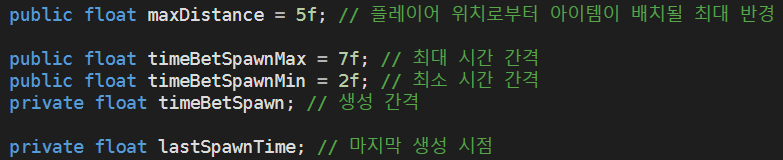 public float maxDistance = 5f; // 플레이어 위치로부터 아이템이 배치될 최대 반경
public float timeBetSpawnMax = 7f; // 최대 시간 간격
public float timeBetSpawnMin = 2f; // 최소 시간 간격
private float timeBetSpawn; // 생성 간격
private float lastSpawnTime; // 마지막 생성 시점